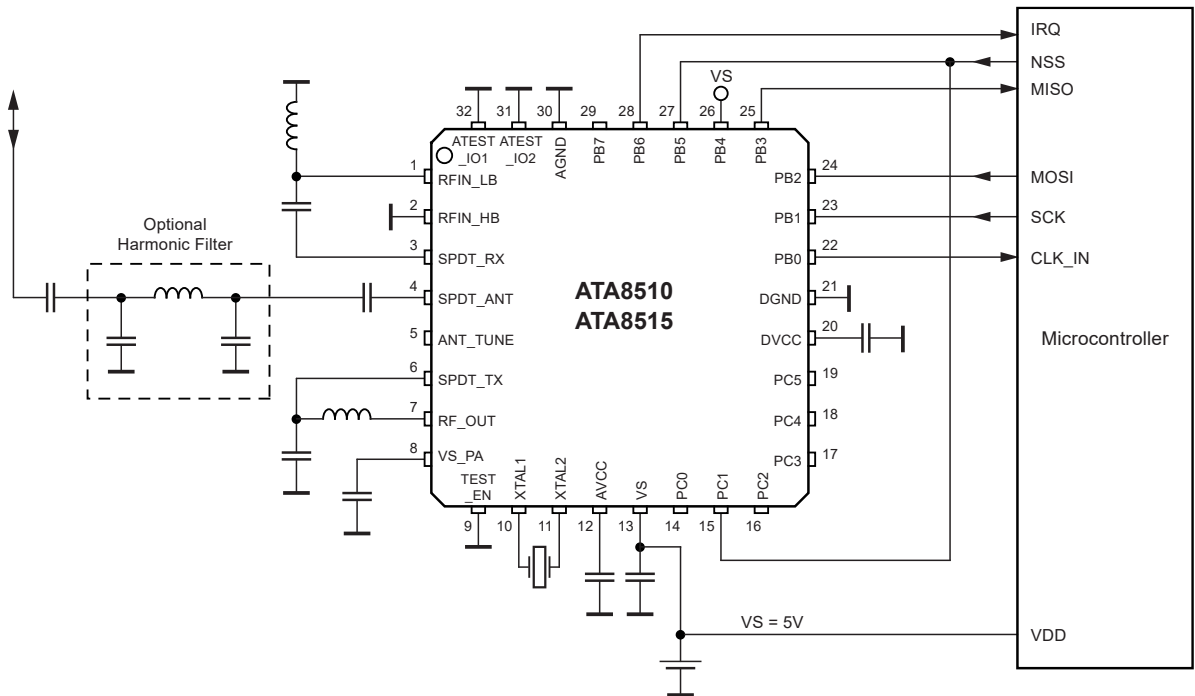 IRQ
NSS
MISO
VS
32
31
30
29
28
27
26
25
ATEST
_IO1
ATEST
_IO2
AGND
PB7
PB6
PB5
PB4
PB3
1
RFIN_LB
PB2
24
MOSI
2
RFIN_HB
PB1
23
SCK
Optional
Harmonic Filter
3
SPDT_RX
PB0
22
CLK_IN
ATA8510
ATA8515
4
SPDT_ANT
DGND
21
5
ANT_TUNE
DVCC
20
Microcontroller
6
SPDT_TX
PC5
19
7
RF_OUT
PC4
18
8
VS_PA
PC3
17
TEST
_EN
XTAL1
XTAL2
AVCC
VS
PC0
PC1
PC2
9
10
11
12
13
14
15
16
VS = 5V
VDD